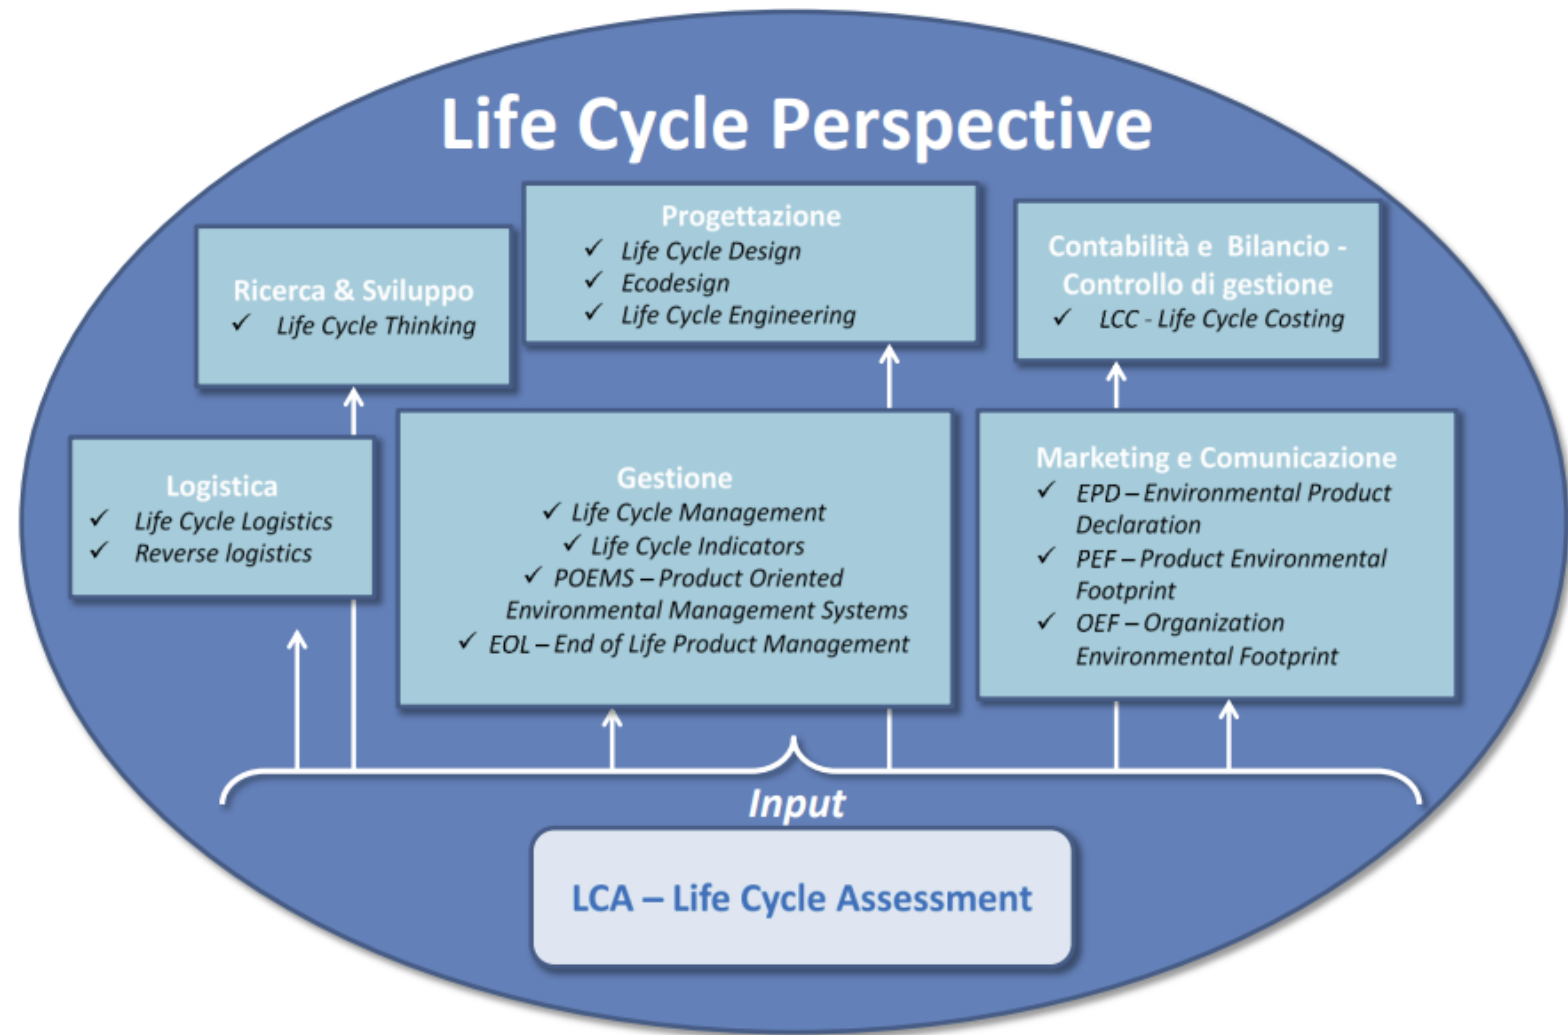 Life Cycle Perspective
Ricerca & Sviluppo
✓ Life Cycle Thinking
Progettazione
✓ Life Cycle Design
✓ Ecodesign
✓ Life Cycle Engineering
Contabilità e Bilancio -
Controllo di gestione
✓ LCC - Life Cycle Costing
Logistica
✓ Life Cycle Logistics
✓ Reverse logistics
Gestione
✓ Life Cycle Management
✓ Life Cycle Indicators
✓ POEMS – Product Oriented
Environmental Management Systems
✓ EOL – End of Life Product Management
Marketing e Comunicazione
✓ EPD – Environmental Product
Declaration
✓ PEF – Product Environmental
Footprint
✓ OEF – Organization
Environmental Footprint
Input
LCA – Life Cycle Assessment